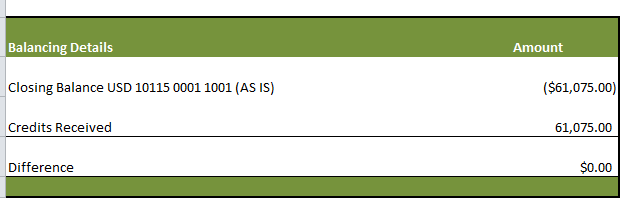 Balancing Details Amount
Closing Balance USD 10115 0001 1001 (AS IS) ($61,075.00)
Credits Received 61,075.00
Difference $0.00